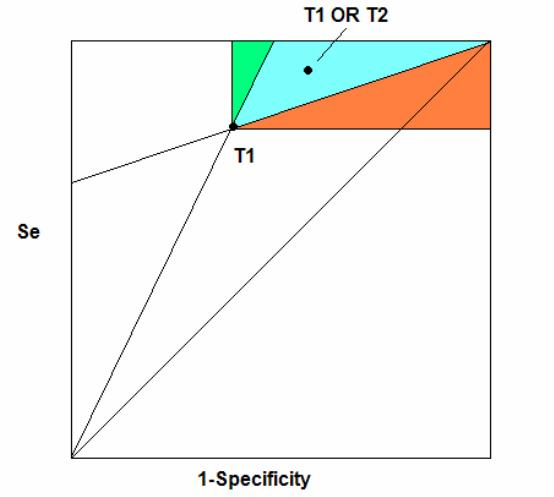 T1 OR T2
T1
Se
1-Specificity